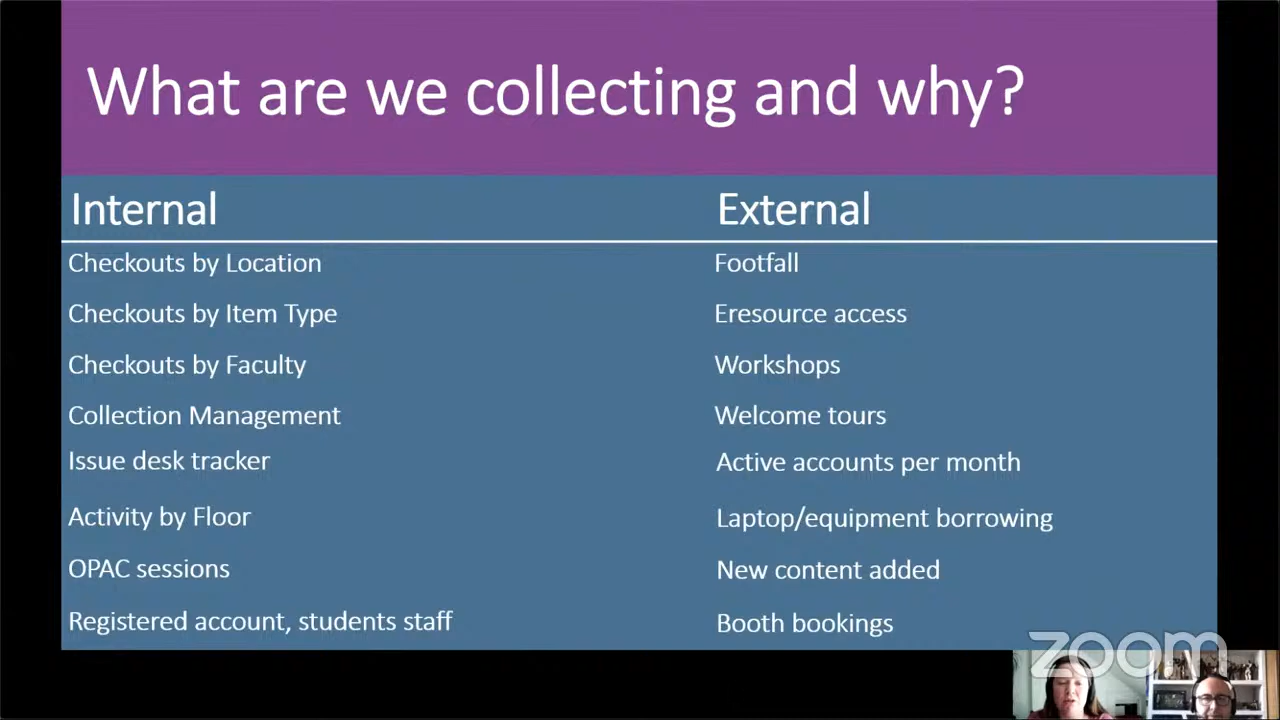 What are we collecting and why?
Internal
External
Checkouts by Location
Footfall
Checkouts by Item Type
Eresource access
Checkouts by Faculty
Workshops
Collection Management
Welcome tours
Issue desk tracker
Active accounts per month
Activity by Floor
Laptop/equipment borrowing
OPAC sessions
New content added
Registered account, students staff
Booth bookings
zoom